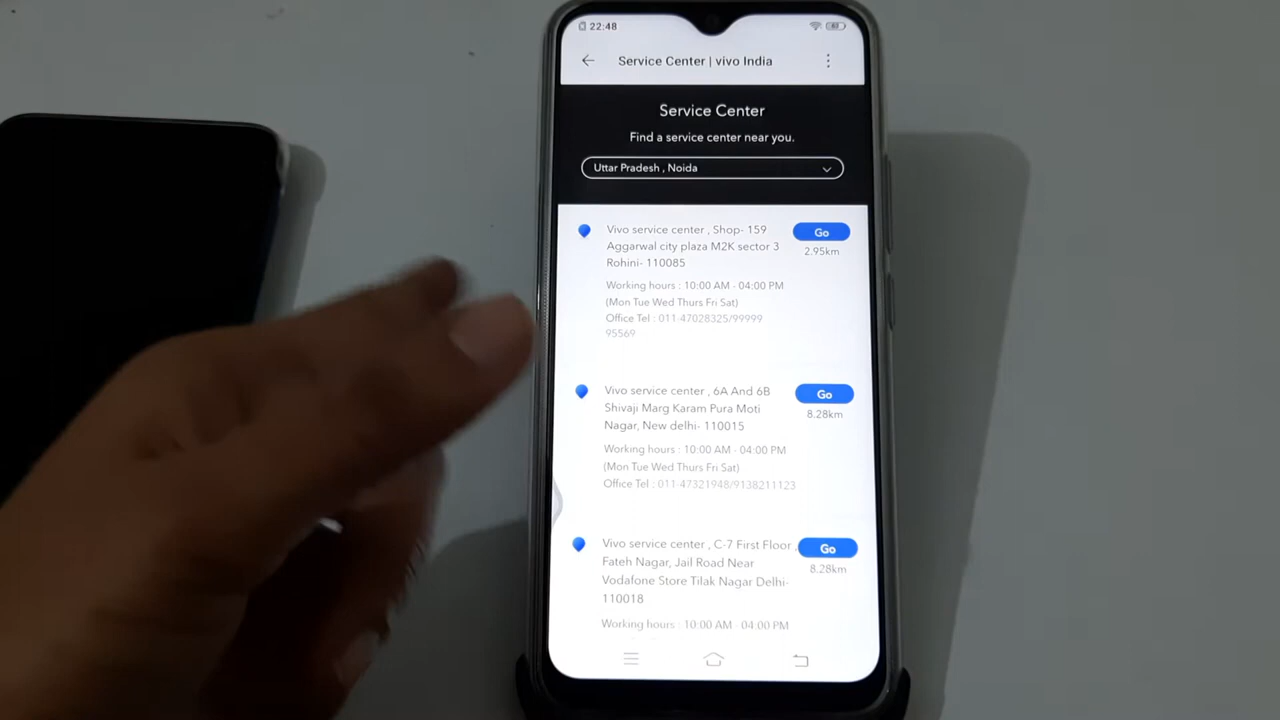 22:48
Service Center | vivo India
Service Center
Find a service center near you.
Uttar Pradesh , Noida
Vivo service center , Shop- 159
Aggarwal city plaza M2K sector 3
Rohini- 110085
Go
2.95km
Working hours : 10:00 AM - 04:00 PM
(Mon Tue Wed Thurs Fri Sat)
Office Tel : 011-47028325/99999
95569
Vivo service center , 6A And 6B
Shivaji Marg Karam Pura Moti
Nagar, New delhi- 110015
Go
8.28km
Working hours : 10:00 AM - 04:00 PM
(Mon Tue Wed Thurs Fri Sat)
Office Tel : 011-47321948/9138211123
Vivo service center , C-7 First Floor ,
Fateh Nagar, Jail Road Near
Vodafone Store Tilak Nagar Delhi-
110018
Go
8.28km
Working hours : 10:00 AM - 04:00 PM